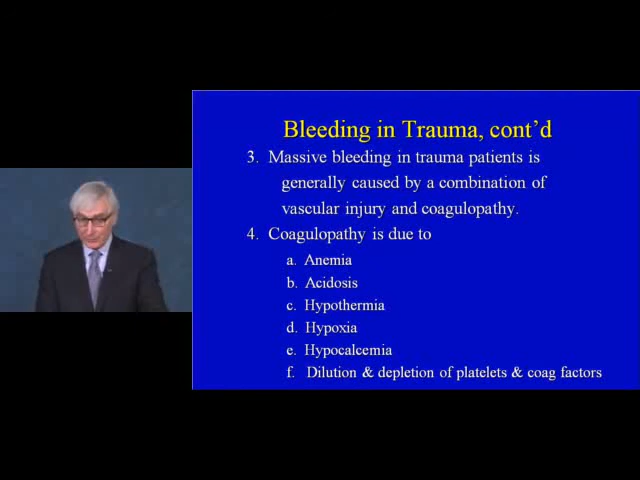 Bleeding in Trauma, cont'd
3. Massive bleeding in trauma patients is
generally caused by a combination of
vascular injury and coagulopathy.
4. Coagulopathy is due to
a. Anemia
b. Acidosis
c. Hypothermia
d. Hypoxia
e. Hypocalcemia
f. Dilution & depletion of platelets & coag factors